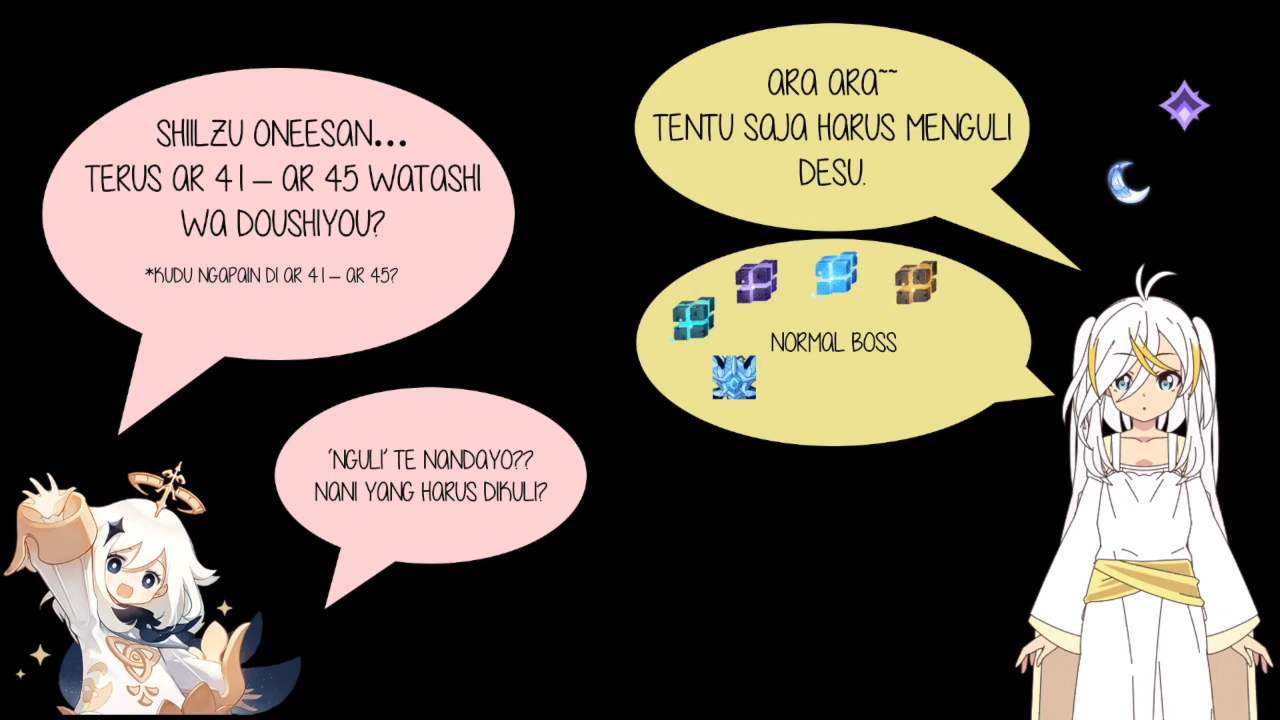 SHIILZU ONEESAN...
TERUS AR 41 – AR 45 WATASHI
WA DOUSHIYOU?
*KUDU NGAPAIN DI AR 41 – AR 45?
'NGULI' TE NANDAYO??
NANI YANG HARUS DIKULI?
ARA ARA~~
TENTU SAJA HARUS MENGULI
DESU.
NORMAL BOSS